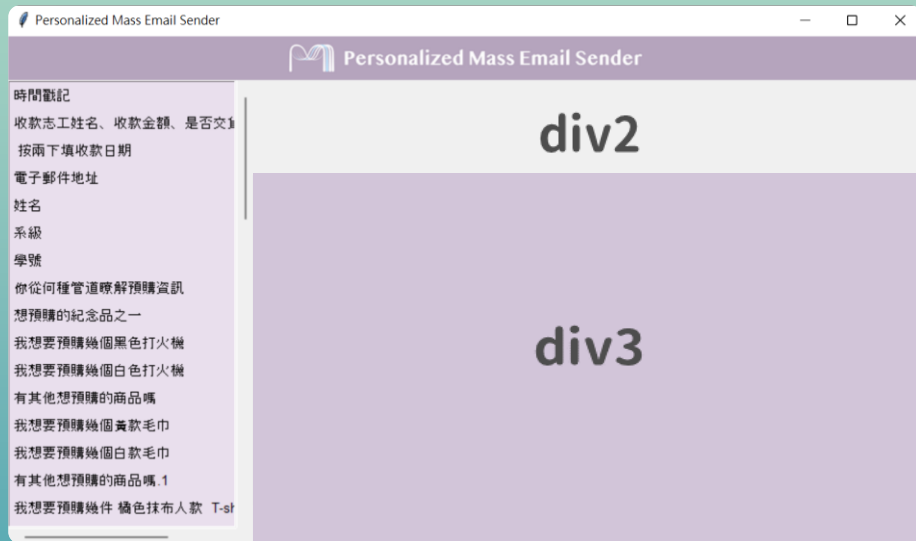 Personalized Mass Email Sender
Personalized Mass Email Sender
時間戳記
收款志工姓名、收款金額、是否交
按兩下填收款日期
電子郵件地址
姓名
系級
學號
你從何種管道瞭解預購資訊
想預購的紀念品之一
我想要預購幾個黑色打火機
我想要預購幾個白色打火機
有其他想預購的商品嗎
我想要預購幾個黃款毛巾
我想要預購幾個白款毛巾
有其他想預購的商品嗎.1
我想要預購幾件 橘色抹布人款 T-sh
div2
div3